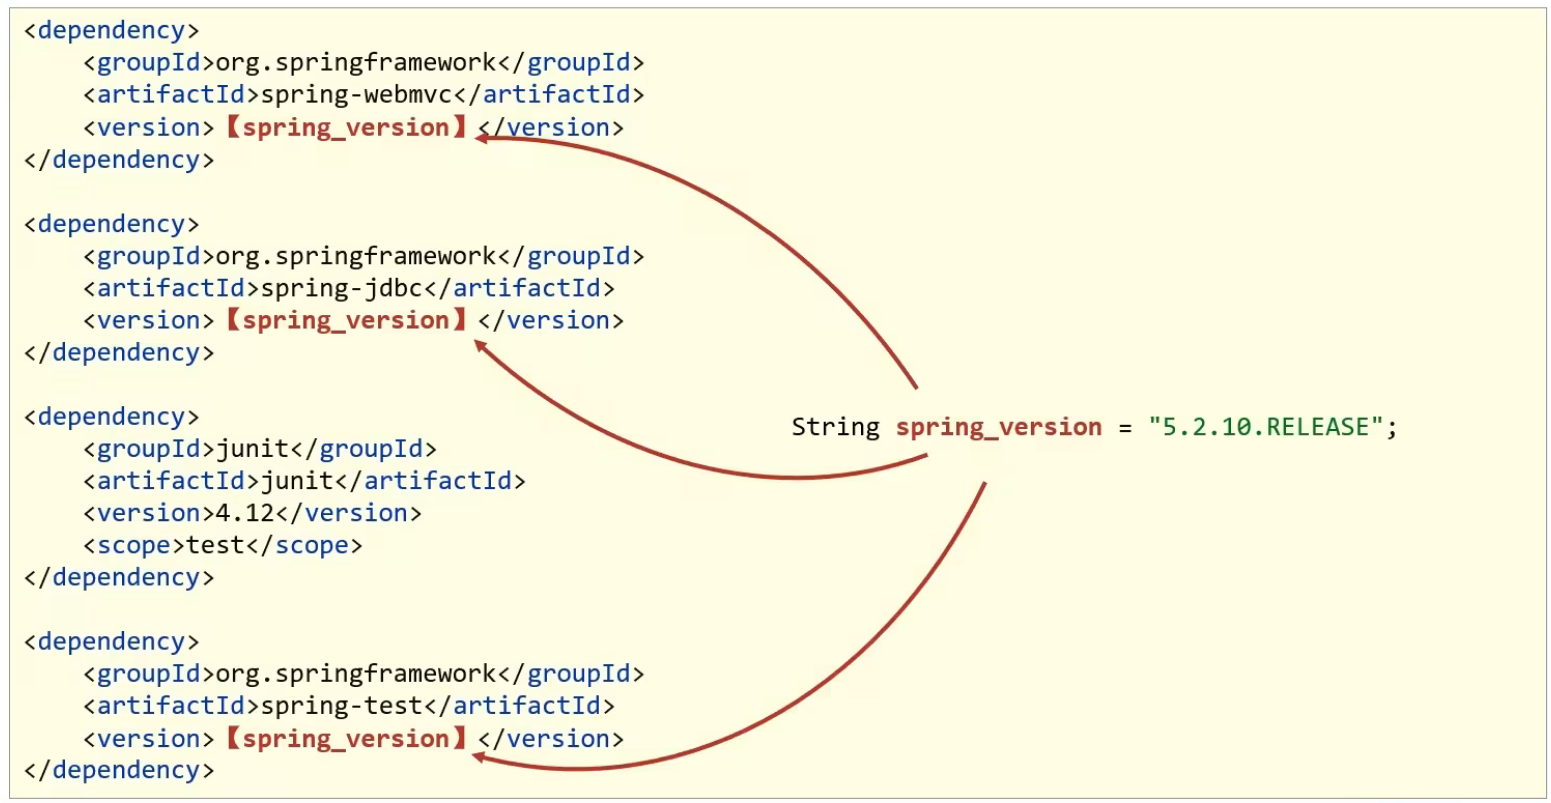 <dependency>
    <groupId>org.springframework</groupId>
    <artifactId>spring-webmvc</artifactId>
    <version>【spring_version】</version>
</dependency>

<dependency>
    <groupId>org.springframework</groupId>
    <artifactId>spring-jdbc</artifactId>
    <version>【spring_version】</version>
</dependency>

<dependency>
    <groupId>junit</groupId>
    <artifactId>junit</artifactId>
    <version>4.12</version>
    <scope>test</scope>
</dependency>

<dependency>
    <groupId>org.springframework</groupId>
    <artifactId>spring-test</artifactId>
    <version>【spring_version】</version>
</dependency>

String spring_version = "5.2.10.RELEASE";